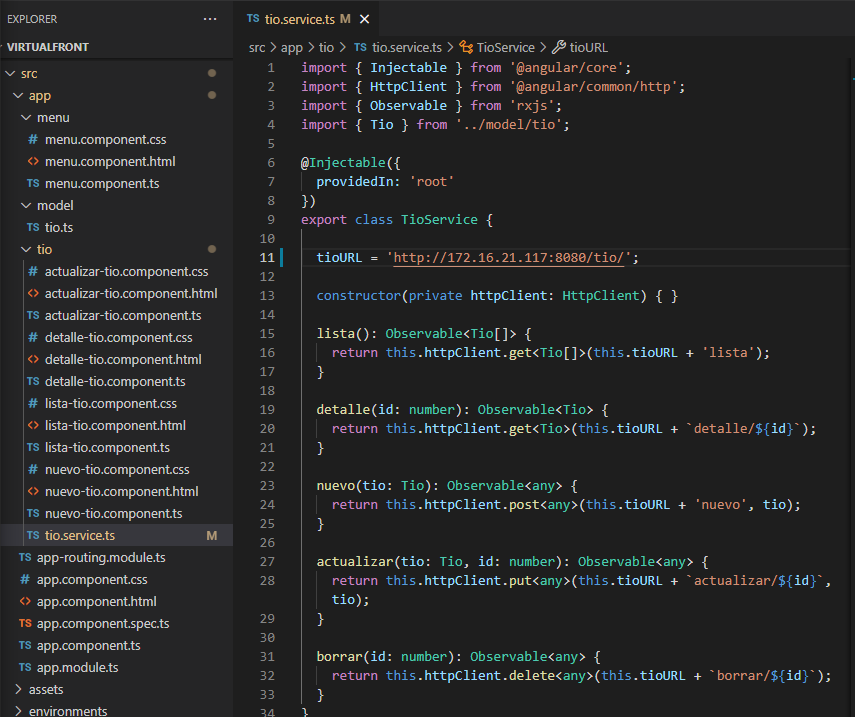 EXPLORER ...
VIRTUALFRONT
src
app
menu
# menu.component.css
<> menu.component.html
TS menu.component.ts
model
TS tio.ts
tio
# actualizar-tio.component.css
<> actualizar-tio.component.html
TS actualizar-tio.component.ts
# detalle-tio.component.css
<> detalle-tio.component.html
TS detalle-tio.component.ts
# lista-tio.component.css
<> lista-tio.component.html
TS lista-tio.component.ts
# nuevo-tio.component.css
<> nuevo-tio.component.html
TS nuevo-tio.component.ts
TS tio.service.ts M
TS app-routing.module.ts
# app.component.css
<> app.component.html
TS app.component.spec.ts
TS app.component.ts
TS app.module.ts
> assets
> environments
TS tio.service.ts M ×
src > app > tio > TS tio.service.ts > TioService > tioURL
1 import { Injectable } from '@angular/core';
2 import { HttpClient } from '@angular/common/http';
3 import { Observable } from 'rxjs';
4 import { Tio } from '../model/tio';
5
6 @Injectable({
7 providedIn: 'root'
8 })
9 export class TioService {
10
11 tioURL = 'http://172.16.21.117:8080/tio/';
12
13 constructor(private httpClient: HttpClient) { }
14
15 lista(): Observable<Tio[]> {
16 return this.httpClient.get<Tio[]>(this.tioURL + 'lista');
17 }
18
19 detalle(id: number): Observable<Tio> {
20 return this.httpClient.get<Tio>(this.tioURL + `detalle/${id}`);
21 }
22
23 nuevo(tio: Tio): Observable<any> {
24 return this.httpClient.post<any>(this.tioURL + 'nuevo', tio);
25 }
26
27 actualizar(tio: Tio, id: number): Observable<any> {
28 return this.httpClient.put<any>(this.tioURL + `actualizar/${id}`,
tio);
29 }
30
31 borrar(id: number): Observable<any> {
32 return this.httpClient.delete<any>(this.tioURL + `borrar/${id}`);
33 }
34 }